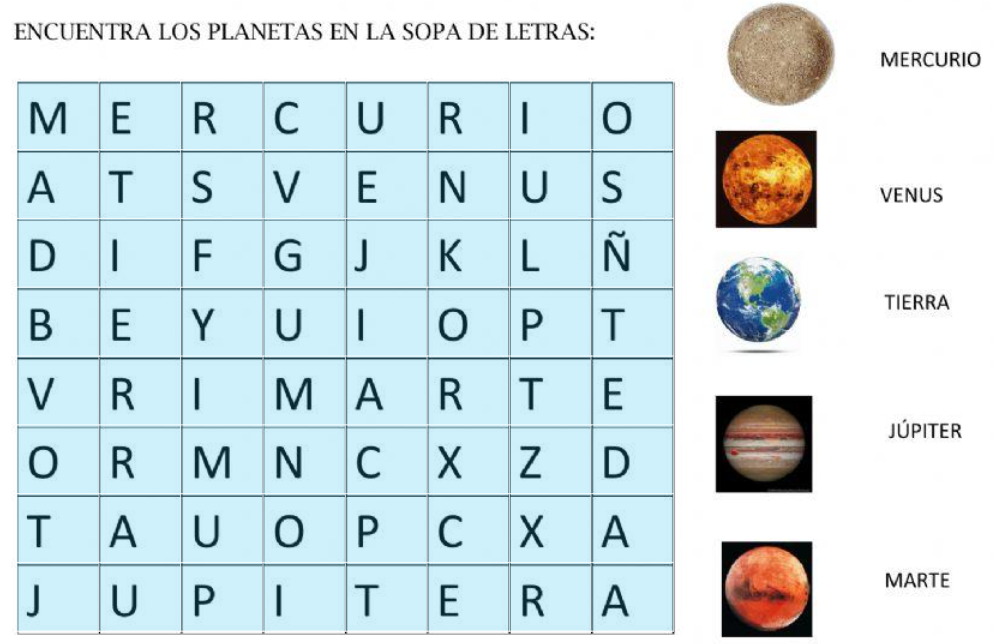 ENCUENTRA LOS PLANETAS EN LA SOPA DE LETRAS:
M E R C U R I O
A T S V E N U S
D I F G J K L Ñ
B E Y U I O P T
V R I M A R T E
O R M N C X Z D
T A U O P C X A
J U P I T E R A
MERCURIO
VENUS
TIERRA
JÚPITER
MARTE